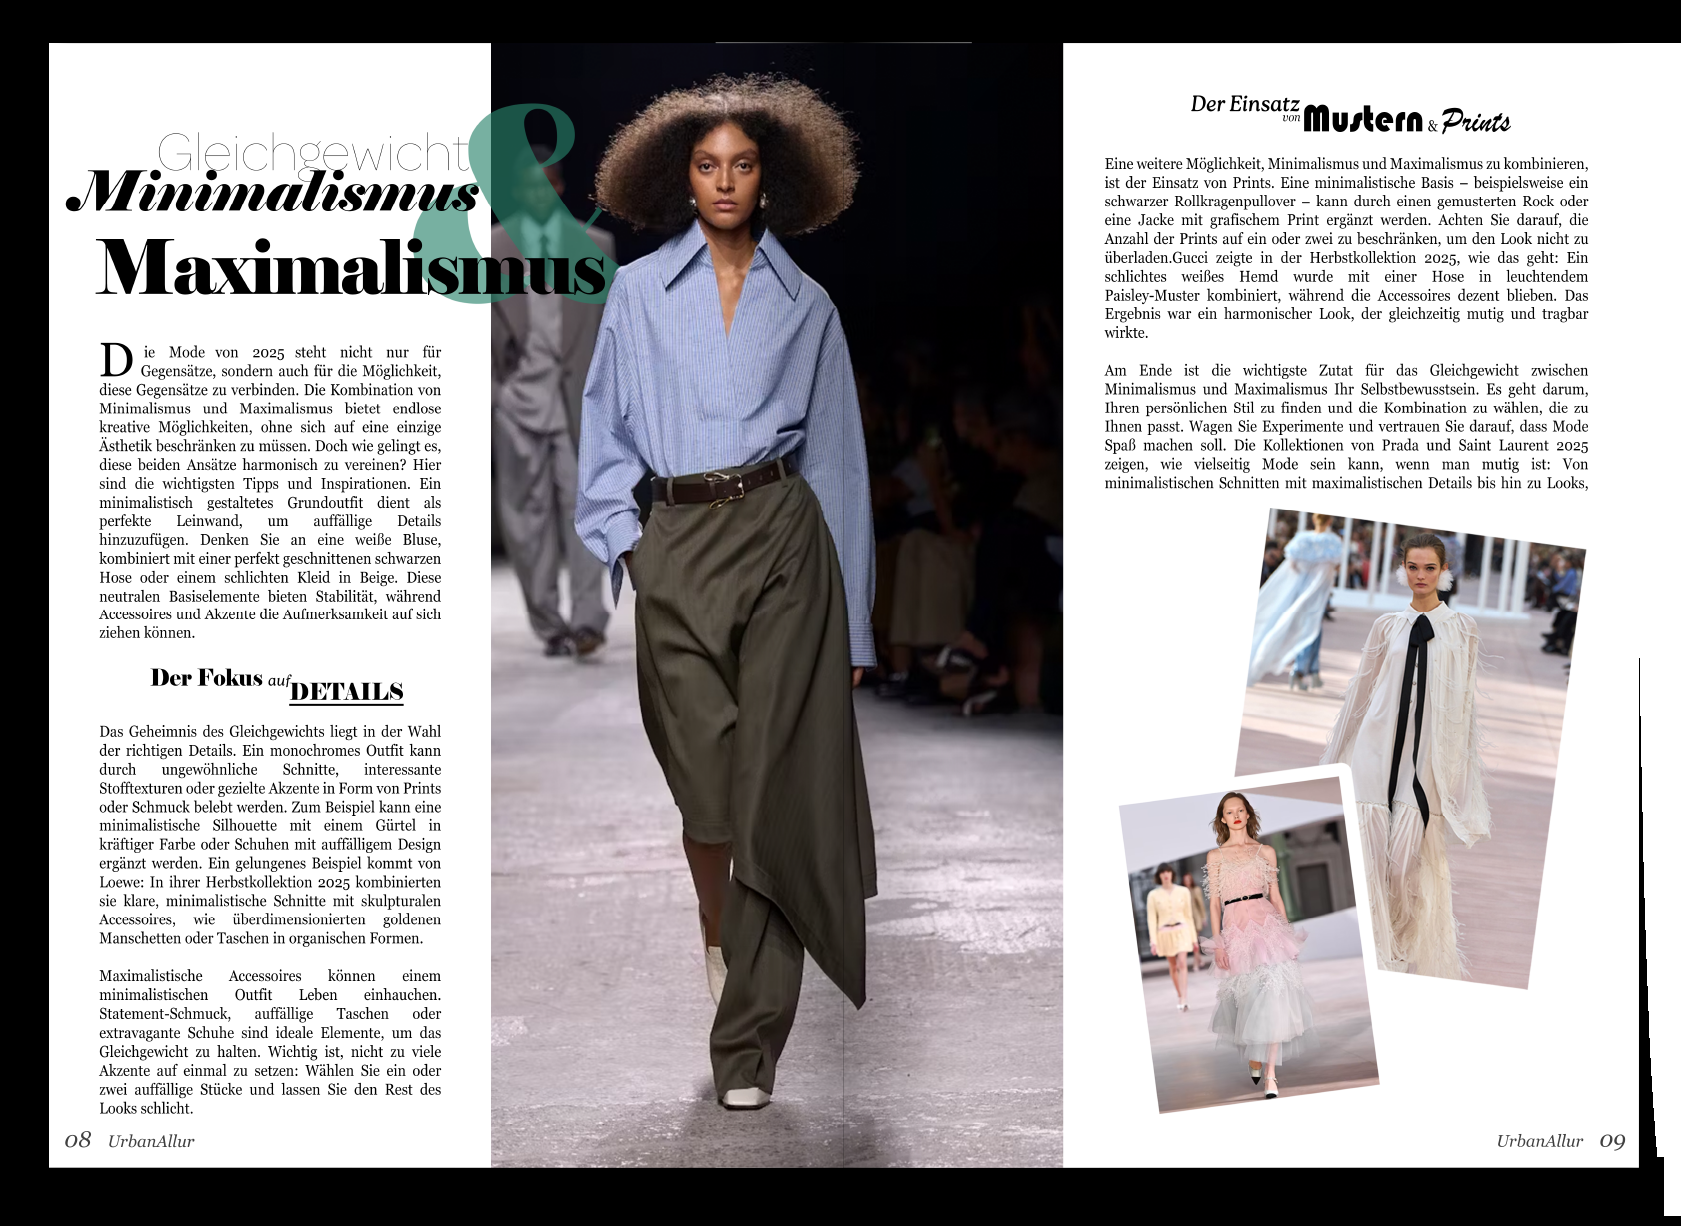 Gleichgewicht
Minimalismus
&
Maximalismus
Die Mode von 2025 steht nicht nur für
Gegensätze, sondern auch für die Möglichkeit,
diese Gegensätze zu verbinden. Die Kombination von
Minimalismus und Maximalismus bietet endlose
kreative Möglichkeiten, ohne sich auf eine einzige
Ästhetik beschränken zu müssen. Doch wie gelingt es,
diese beiden Ansätze harmonisch zu vereinen? Hier
sind die wichtigsten Tipps und Inspirationen. Ein
minimalistisch gestaltetes Grundoutfit dient als
perfekte Leinwand, um auffällige Details
hinzuzufügen. Denken Sie an eine weiße Bluse,
kombiniert mit einer perfekt geschnittenen schwarzen
Hose oder einem schlichten Kleid in Beige. Diese
neutralen Basiselemente bieten Stabilität, während
Accessoires und Akzente die Aufmerksamkeit auf sich
ziehen können.
Der Fokus auf DETAILS
Das Geheimnis des Gleichgewichts liegt in der Wahl
der richtigen Details. Ein monochromes Outfit kann
durch ungewöhnliche Schnitte, interessante
Stofftexturen oder gezielte Akzente in Form von Prints
oder Schmuck belebt werden. Zum Beispiel kann eine
minimalistische Silhouette mit einem Gürtel in
kräftiger Farbe oder Schuhen mit auffälligem Design
ergänzt werden. Ein gelungenes Beispiel kommt von
Loewe: In ihrer Herbstkollektion 2025 kombinierten
sie klare, minimalistische Schnitte mit skulpturalen
Accessoires, wie überdimensionierten goldenen
Manschetten oder Taschen in organischen Formen.
Maximalistische Accessoires können einem
minimalistischen Outfit Leben einhauchen.
Statement-Schmuck, auffällige Taschen oder
extravagante Schuhe sind ideale Elemente, um das
Gleichgewicht zu halten. Wichtig ist, nicht zu viele
Akzente auf einmal zu setzen: Wählen Sie ein oder
zwei auffällige Stücke und lassen Sie den Rest des
Looks schlicht.
08 UrbanAllur
Der Einsatz von Mustern & Prints
Eine weitere Möglichkeit, Minimalismus und Maximalismus zu kombinieren,
ist der Einsatz von Prints. Eine minimalistische Basis – beispielsweise ein
schwarzer Rollkragenpullover – kann durch einen gemusterten Rock oder
eine Jacke mit grafischem Print ergänzt werden. Achten Sie darauf, die
Anzahl der Prints auf ein oder zwei zu beschränken, um den Look nicht zu
überladen.Gucci zeigte in der Herbstkollektion 2025, wie das geht: Ein
schlichtes weißes Hemd wurde mit einer Hose in leuchtendem
Paisley-Muster kombiniert, während die Accessoires dezent blieben. Das
Ergebnis war ein harmonischer Look, der gleichzeitig mutig und tragbar
wirkte.
Am Ende ist die wichtigste Zutat für das Gleichgewicht zwischen
Minimalismus und Maximalismus Ihr Selbstbewusstsein. Es geht darum,
Ihren persönlichen Stil zu finden und die Kombination zu wählen, die zu
Ihnen passt. Wagen Sie Experimente und vertrauen Sie darauf, dass Mode
Spaß machen soll. Die Kollektionen von Prada und Saint Laurent 2025
zeigen, wie vielseitig Mode sein kann, wenn man mutig ist: Von
minimalistischen Schnitten mit maximalistischen Details bis hin zu Looks,
UrbanAllur 09